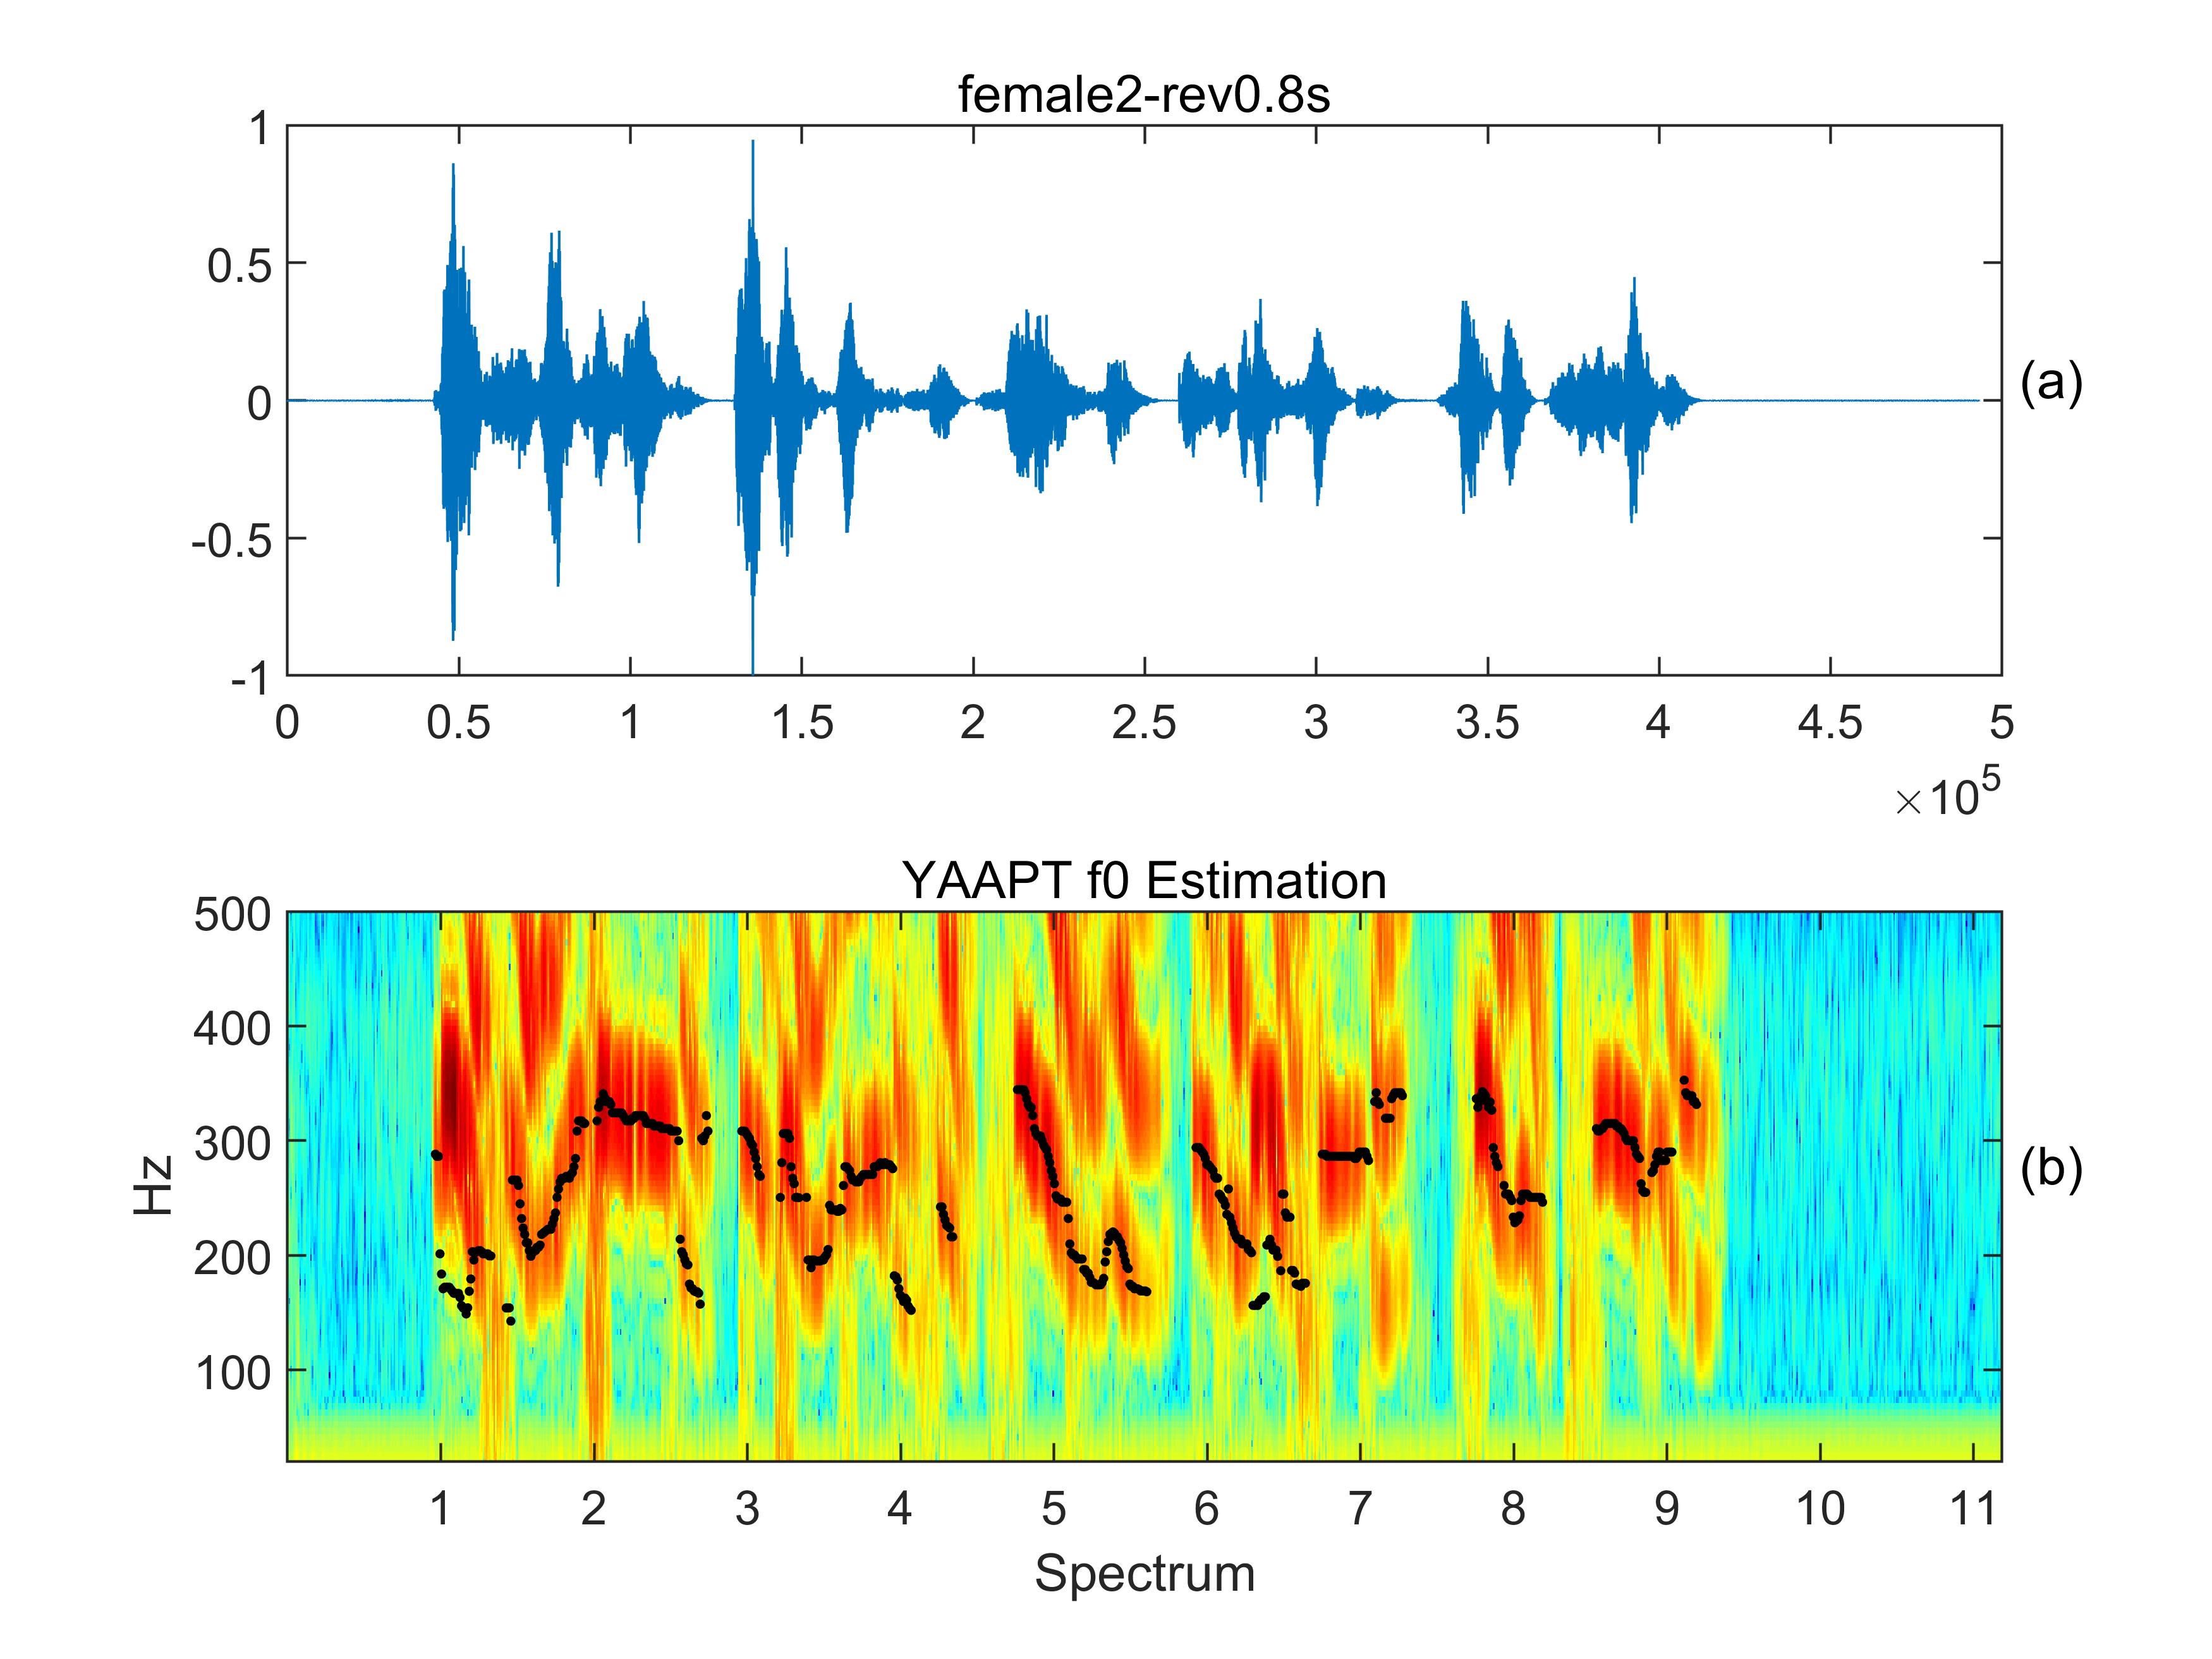 female2-rev0.8s
1
0.5
0
-0.5
-1
(a)
0 0.5 1 1.5 2 2.5 3 3.5 4 4.5 5
×10^5
YAAPT f0 Estimation
500
400
300
200
100
Hz
(b)
1 2 3 4 5 6 7 8 9 10 11
Spectrum